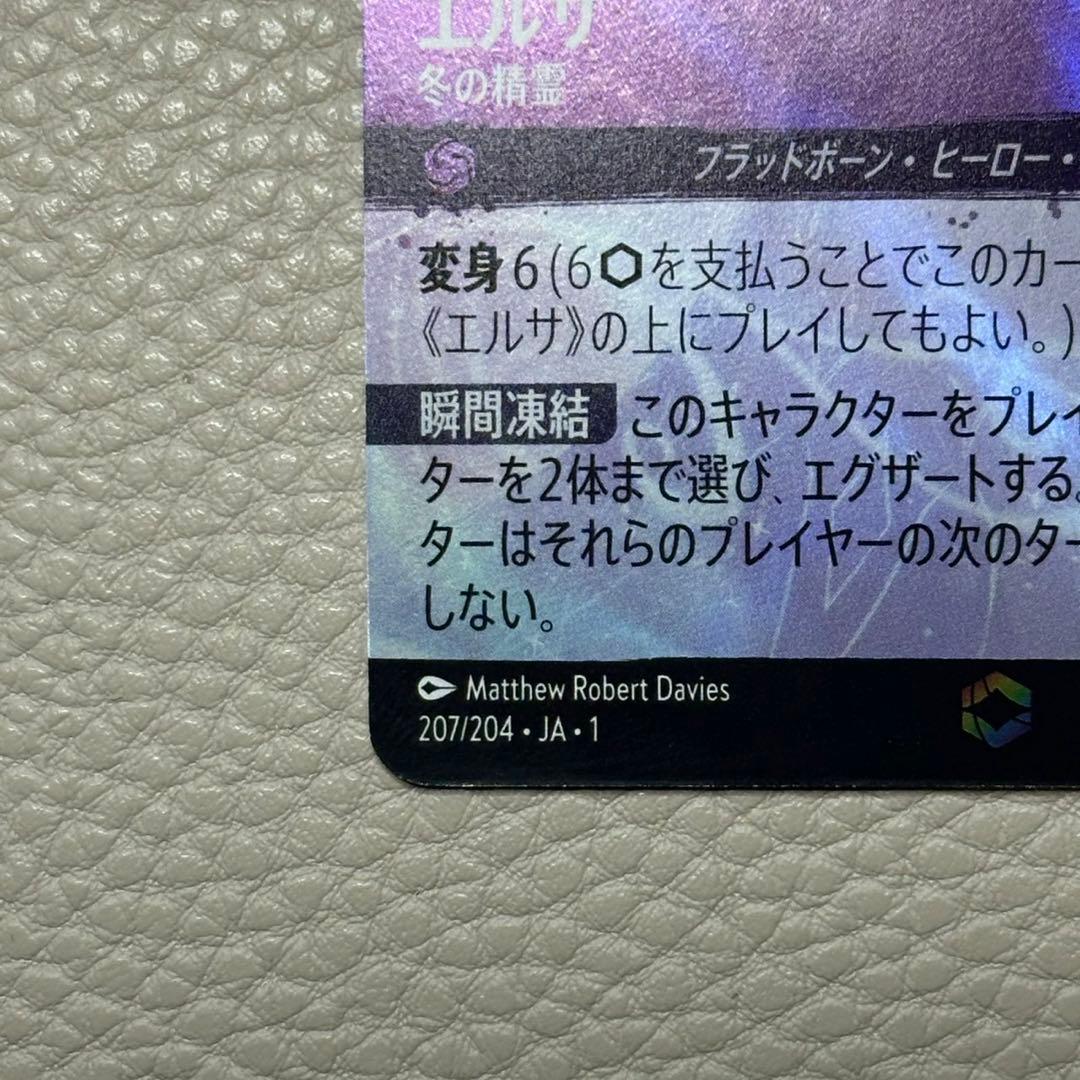 エルサ
冬の精霊
フラッドボーン・ヒーロー・
変身 6 (6⬡を支払うことでこのカー
《エルサ》の上にプレイしてもよい。)
瞬間凍結 このキャラクターをプレイ
ターを2体まで選び、エグザートする。
ターはそれらのプレイヤーの次のター
しない。
Matthew Robert Davies
207/204・JA・1